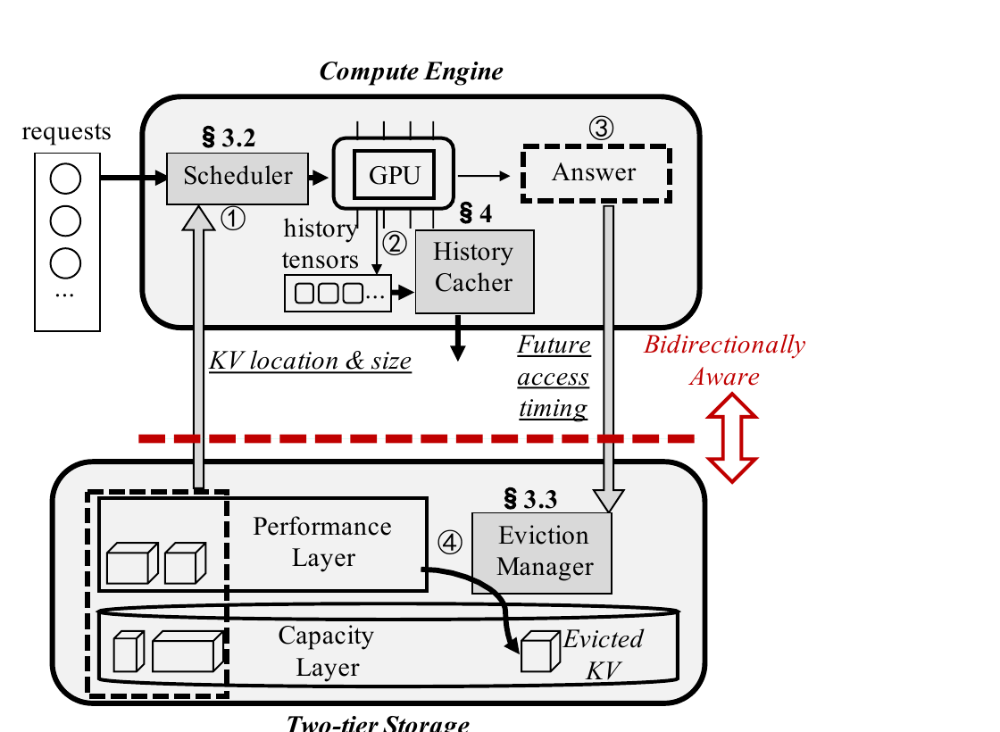 Compute Engine
requests
§ 3.2
③
Scheduler
GPU
Answer
①
§ 4
history
tensors
②
History
Cacher
...
...
KV location & size
Future
access
timing
Bidirectionally
Aware
§ 3.3
Performance
Layer
④
Eviction
Manager
Capacity
Layer
Evicted
KV
Two-tier Storage